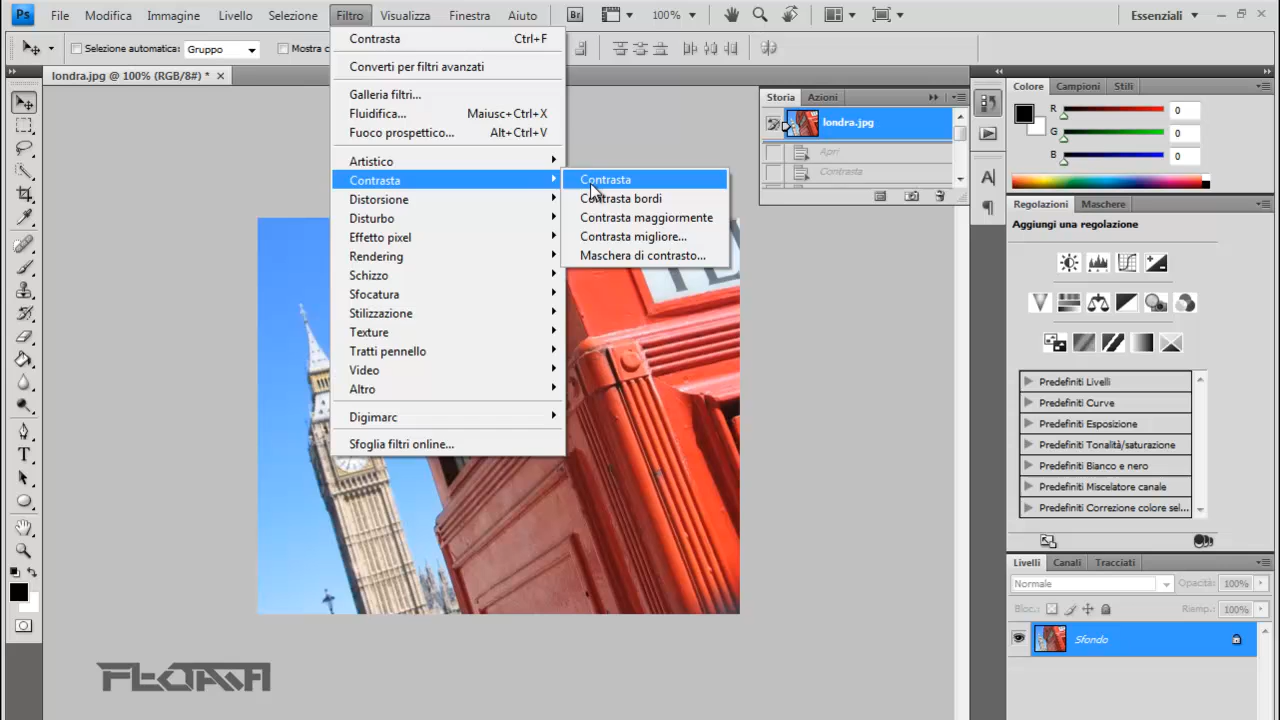 Ps File Modifica Immagine Livello Selezione Filtro Visualizza Finestra Aiuto Br 100% Essenziali
Selezione automatica: Gruppo Mostra c
londra.jpg @ 100% (RGB/8#) *
Contrasta Ctrl+F
Converti per filtri avanzati
Galleria filtri...
Fluidifica... Maiusc+Ctrl+X
Fuoco prospettico... Alt+Ctrl+V
Artistico
Contrasta
Distorsione
Disturbo
Effetto pixel
Rendering
Schizzo
Sfocatura
Stilizzazione
Texture
Tratti pennello
Video
Altro
Digimarc
Sfoglia filtri online...
Contrasta
Contrasta bordi
Contrasta maggiormente
Contrasta migliore...
Maschera di contrasto...
Storia Azioni
londra.jpg
Apri
Contrasta
Colore Campioni Stili
R 0
G 0
B 0
Regolazioni Maschere
Aggiungi una regolazione
Predefiniti Livelli
Predefiniti Curve
Predefiniti Esposizione
Predefiniti Tonalità/saturazione
Predefiniti Bianco e nero
Predefiniti Miscelatore canale
Predefiniti Correzione colore sel...
Livelli Canali Tracciati
Normale Opacità: 100%
Bloc.: Riemp.: 100%
Sfondo